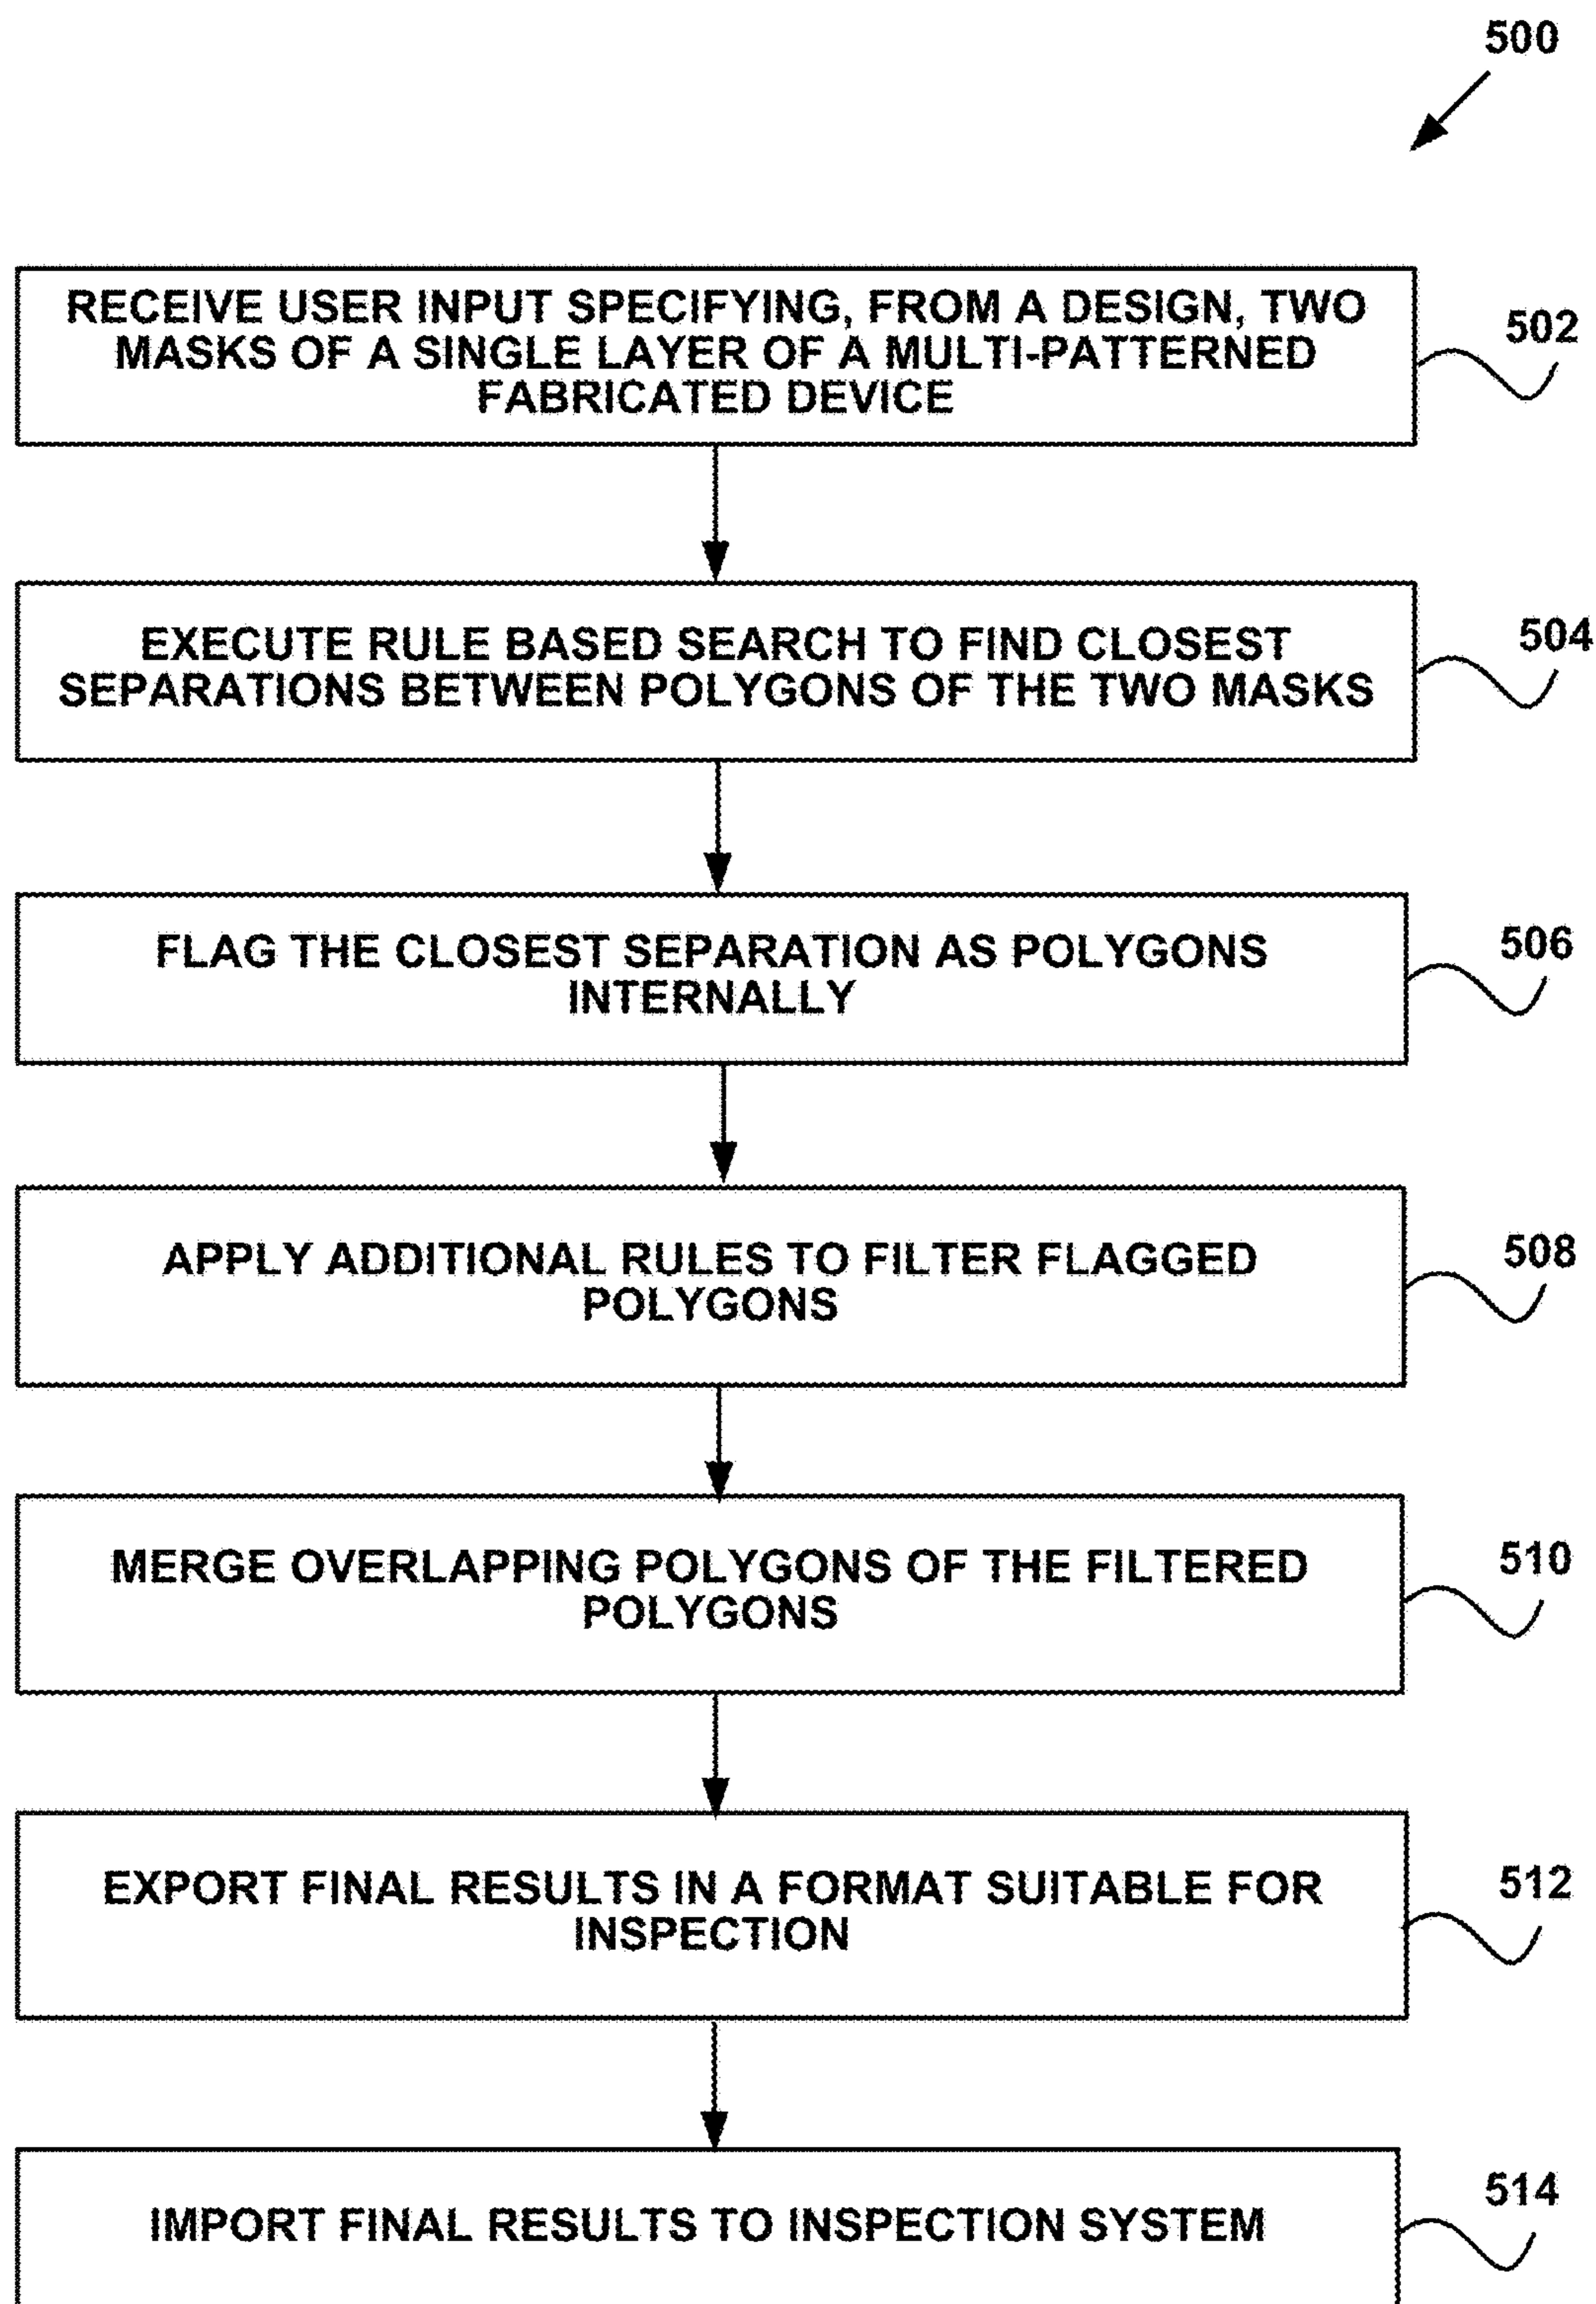 500
RECEIVE USER INPUT SPECIFYING, FROM A DESIGN, TWO
MASKS OF A SINGLE LAYER OF A MULTI-PATTERNED
FABRICATED DEVICE
502
EXECUTE RULE BASED SEARCH TO FIND CLOSEST
SEPARATIONS BETWEEN POLYGONS OF THE TWO MASKS
504
FLAG THE CLOSEST SEPARATION AS POLYGONS
INTERNALLY
506
APPLY ADDITIONAL RULES TO FILTER FLAGGED
POLYGONS
508
MERGE OVERLAPPING POLYGONS OF THE FILTERED
POLYGONS
510
EXPORT FINAL RESULTS IN A FORMAT SUITABLE FOR
INSPECTION
512
IMPORT FINAL RESULTS TO INSPECTION SYSTEM
514